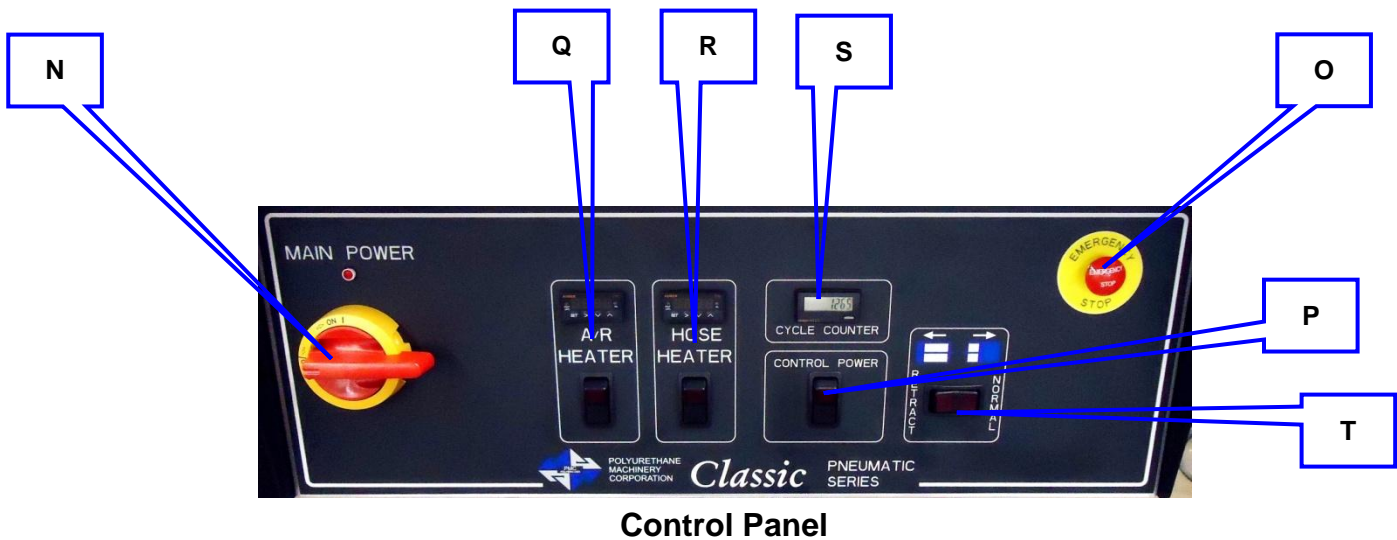 N
Q
R
S
O
MAIN POWER
ON I
A/R
HEATER
HOSE
HEATER
1265
CYCLE COUNTER
CONTROL POWER
RETRACT
NORMAL
EMERGENCY
EMERGENCY
STOP
STOP
P
T
PMC
POLYURETHANE
MACHINERY
CORPORATION
Classic
PNEUMATIC
SERIES
Control Panel